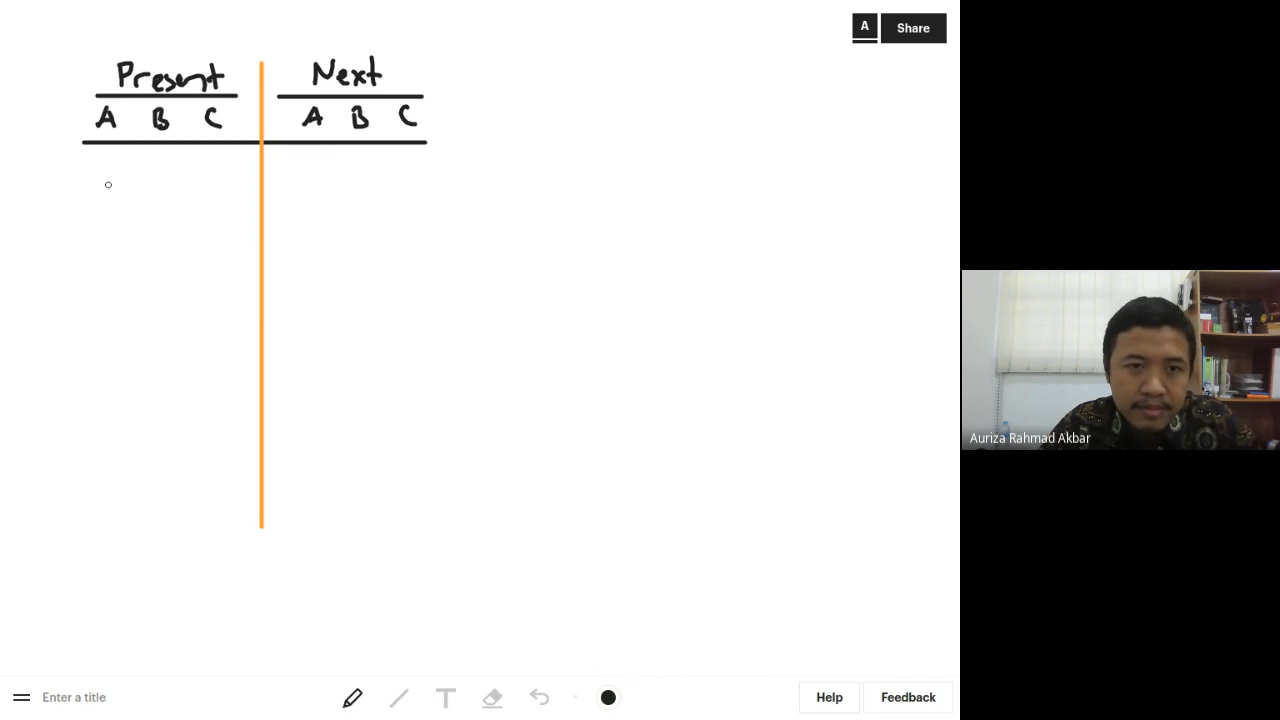 A Share
Present Next
A B C A B C
Auriza Rahmad Akbar
Enter a title T Help Feedback